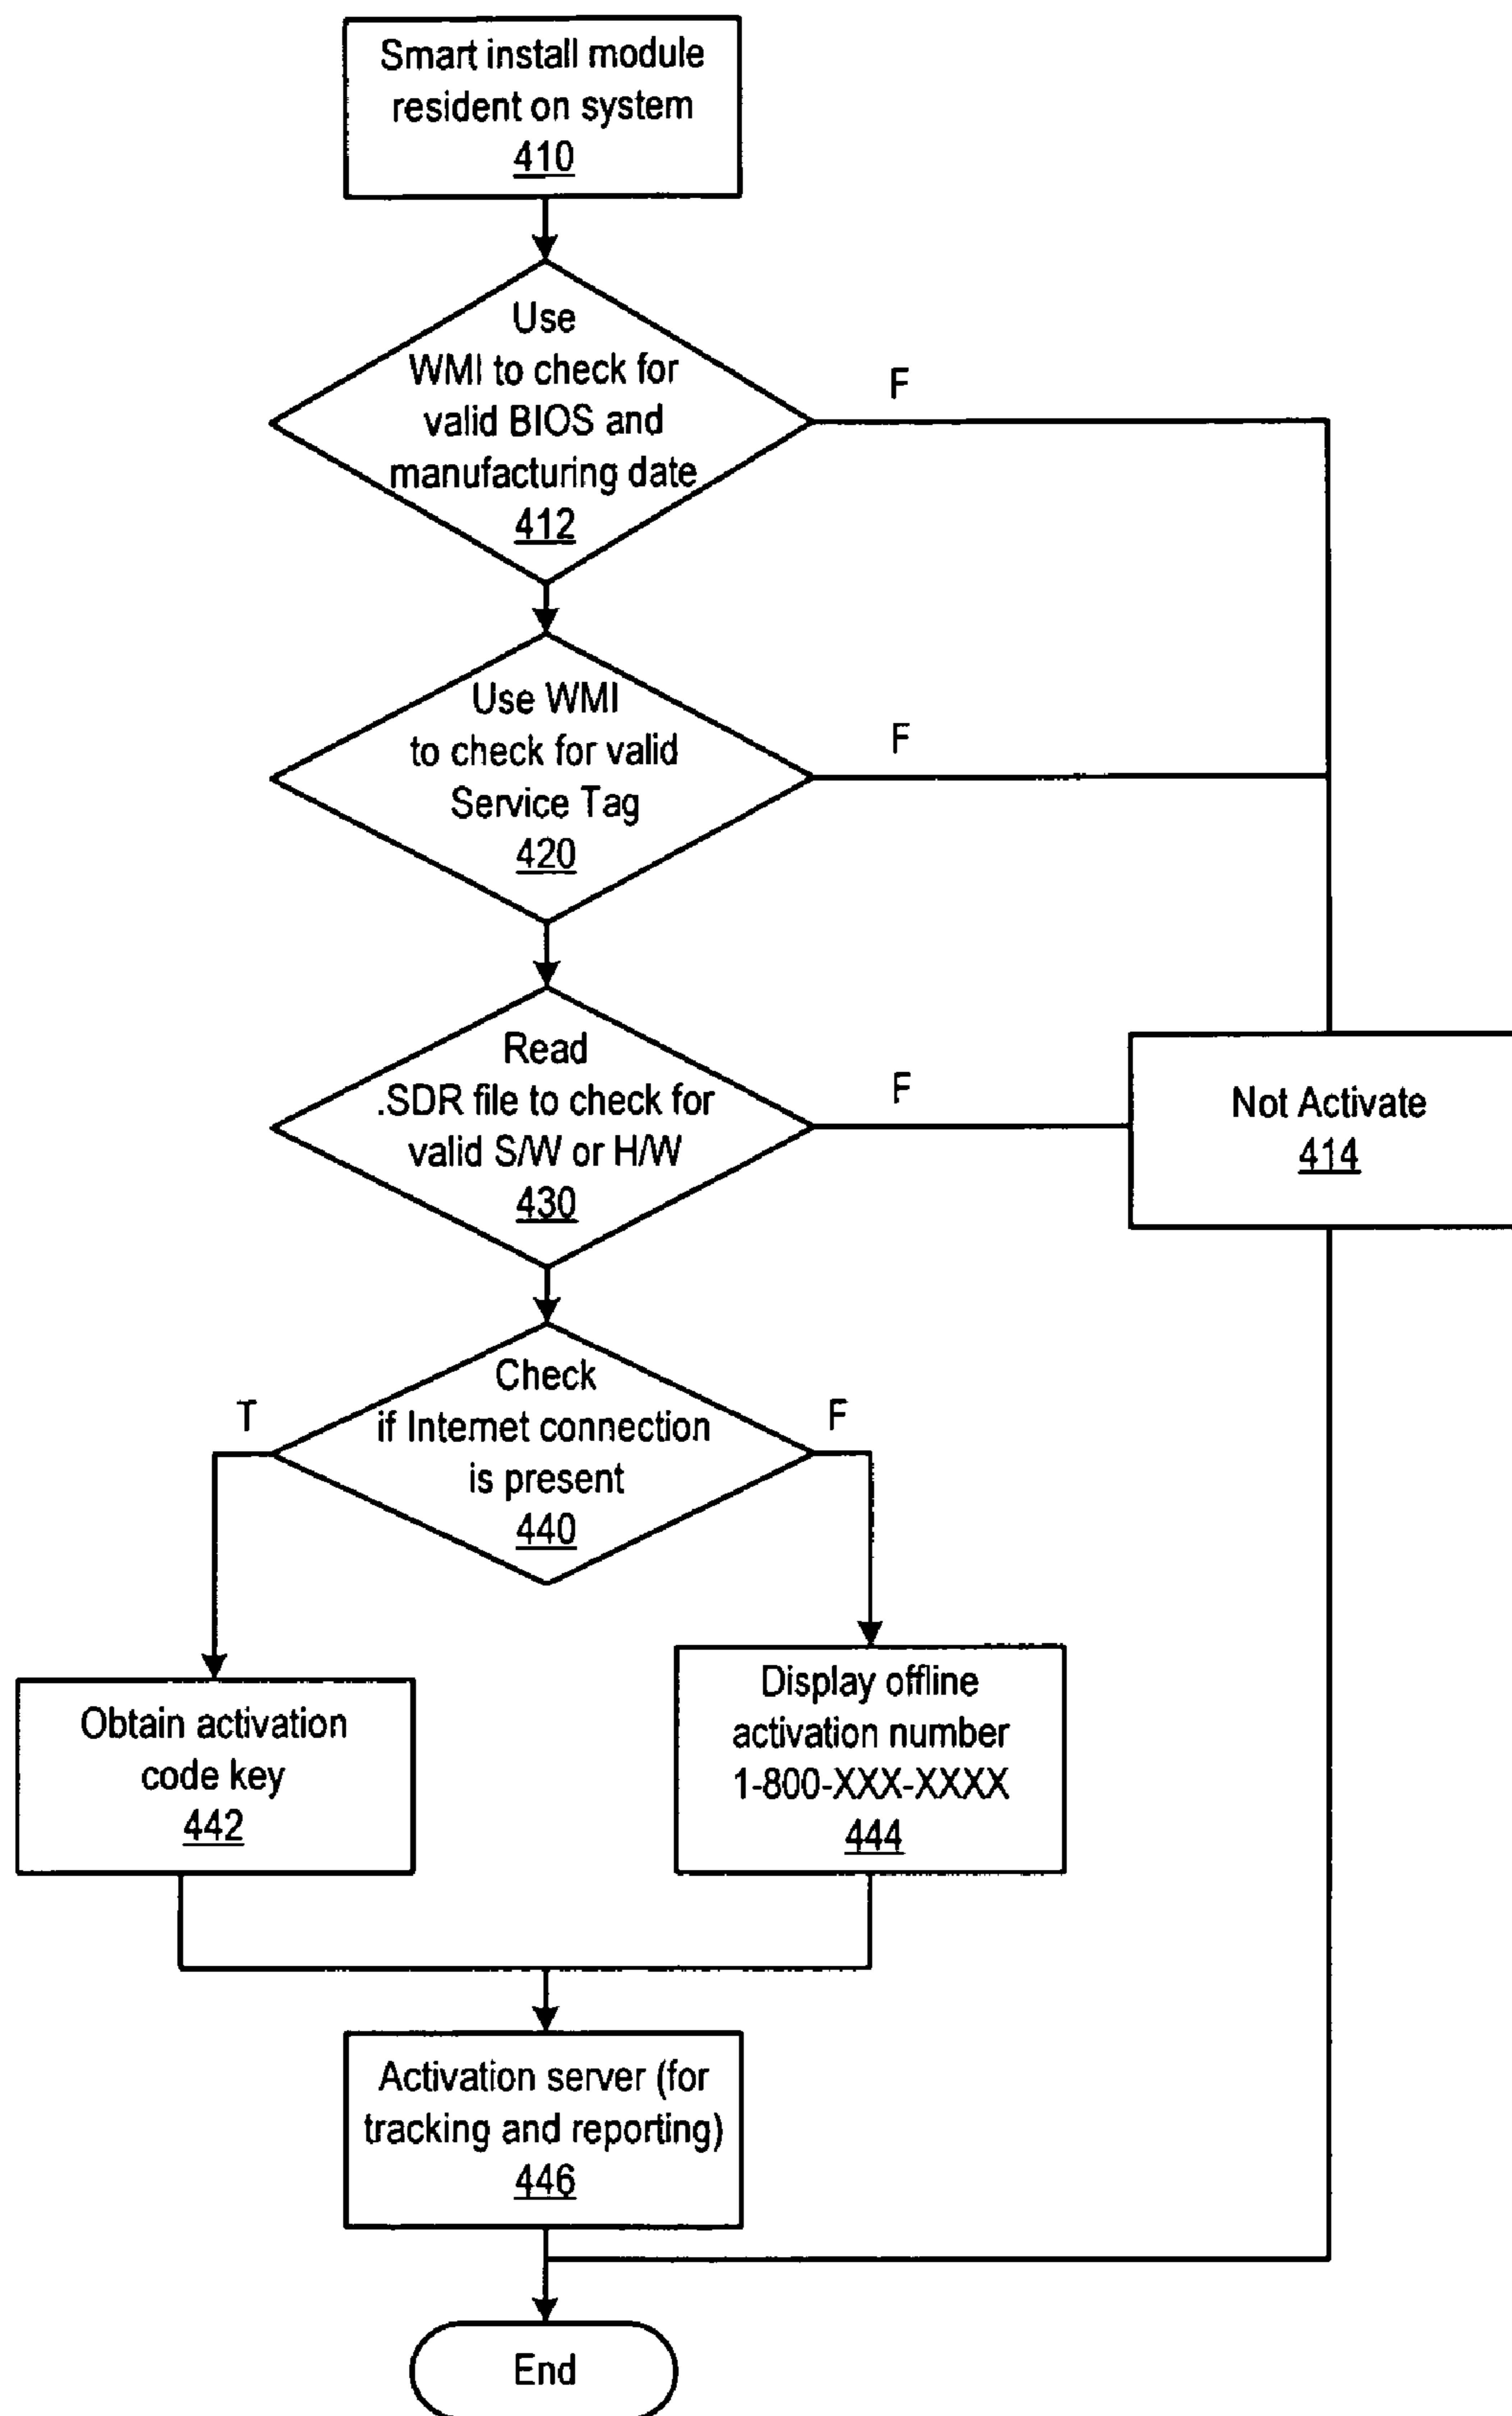 Smart install module
resident on system
410
Use
WMI to check for
valid BIOS and
manufacturing date
412
F
Use WMI
to check for valid
Service Tag
420
F
Read
.SDR file to check for
valid S/W or H/W
430
F
Not Activate
414
Check
if Internet connection
is present
440
T
F
Obtain activation
code key
442
Display offline
activation number
1-800-XXX-XXXX
444
Activation server (for
tracking and reporting)
446
End